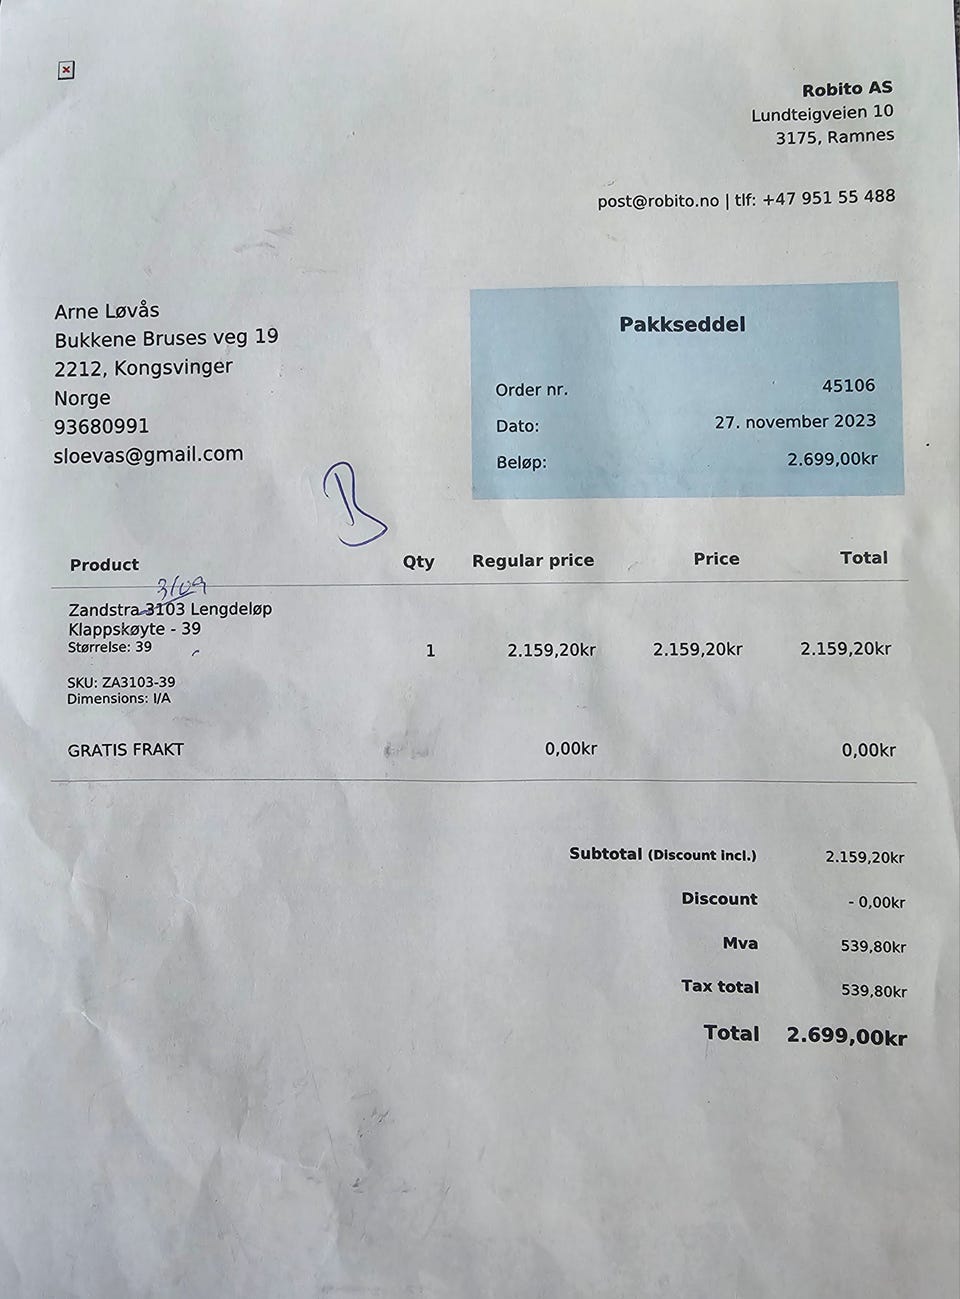 Robito AS
Lundteigveien 10
3175, Ramnes
post@robito.no | tlf: +47 951 55 488
Arne Løvås
Bukkene Bruses veg 19
2212, Kongsvinger
Norge
93680991
sloevas@gmail.com
Pakkseddel
Order nr. 45106
Dato: 27. november 2023
Beløp: 2.699,00kr
Product Qty Regular price Price Total
3109
Zandstra 3103 Lengdeløp
Klappskøyte - 39
Størrelse: 39
1 2.159,20kr 2.159,20kr 2.159,20kr
SKU: ZA3103-39
Dimensions: I/A
GRATIS FRAKT 0,00kr 0,00kr
Subtotal (Discount incl.) 2.159,20kr
Discount - 0,00kr
Mva 539,80kr
Tax total 539,80kr
Total 2.699,00kr